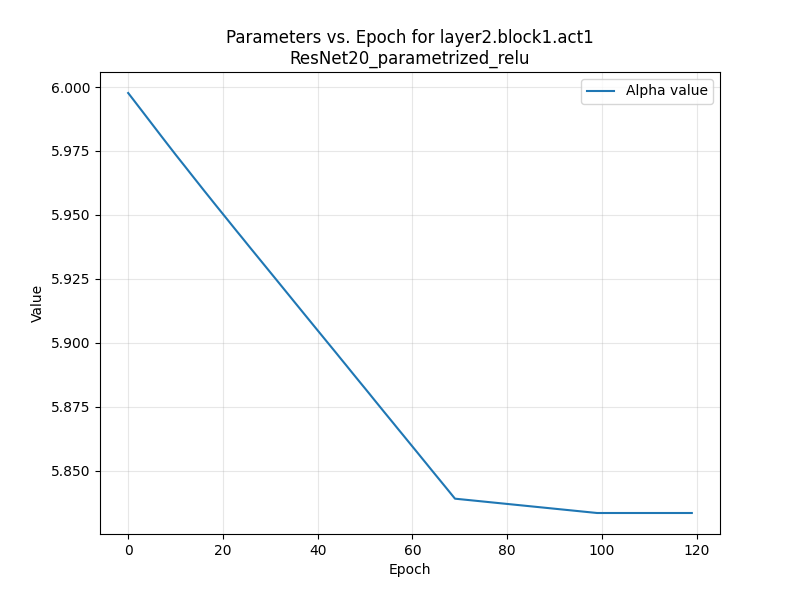 Parameters vs. Epoch for layer2.block1.act1
ResNet20_parametrized_relu
Alpha value
6.000
5.975
5.950
5.925
5.900
5.875
5.850
Value
0 20 40 60 80 100 120
Epoch